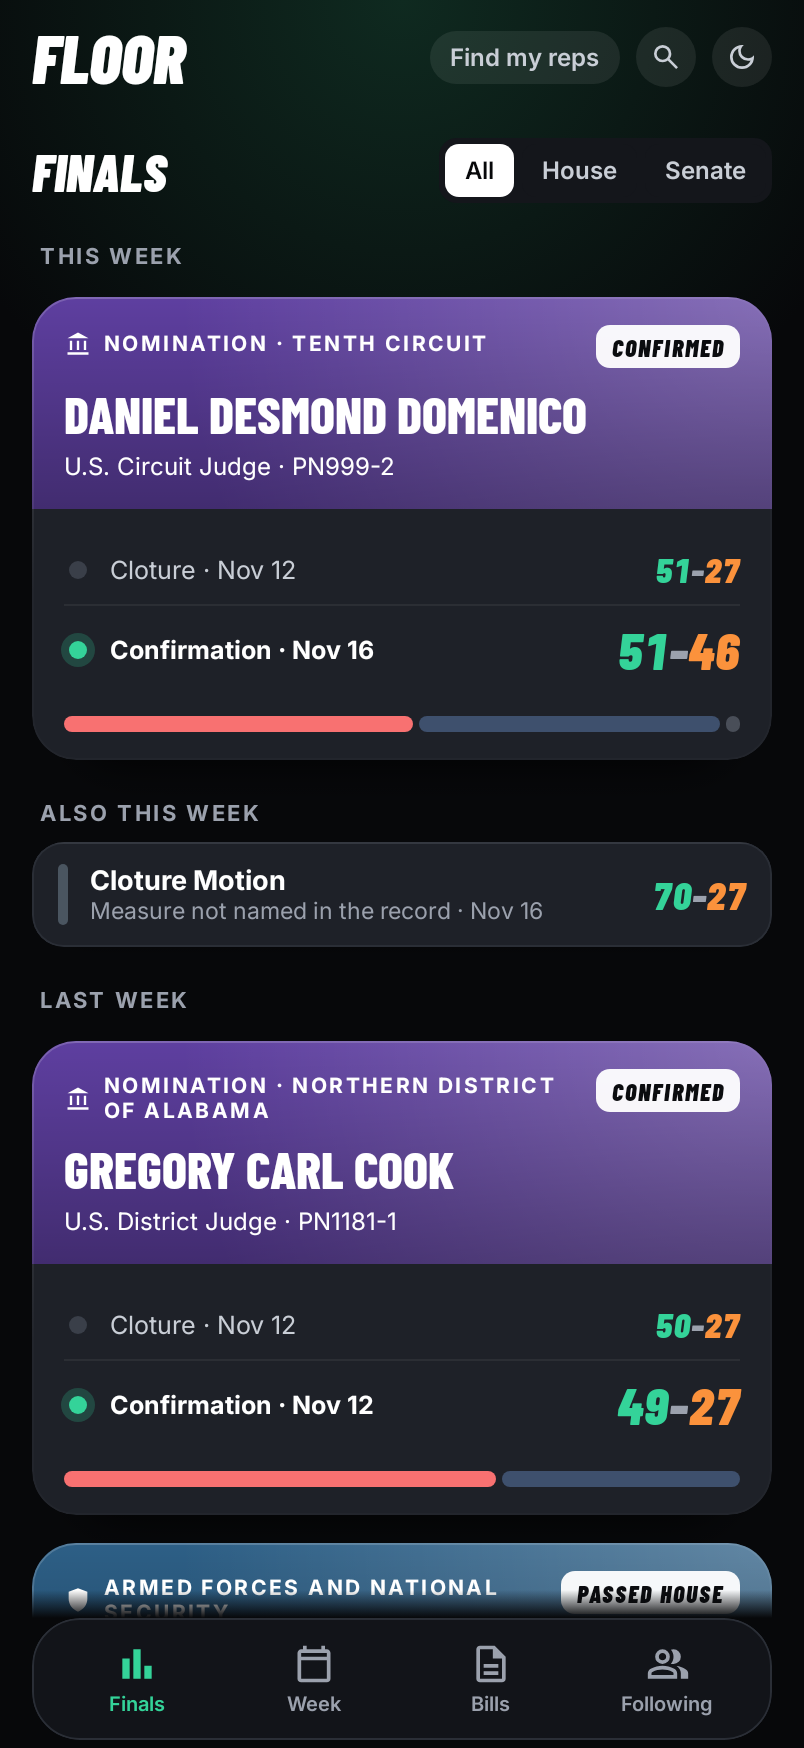 FLOOR
Find my reps
FINALS
All
House
Senate
THIS WEEK
NOMINATION · TENTH CIRCUIT
CONFIRMED
DANIEL DESMOND DOMENICO
U.S. Circuit Judge · PN999-2
Cloture · Nov 12
51-27
Confirmation · Nov 16
51-46
ALSO THIS WEEK
Cloture Motion
Measure not named in the record · Nov 16
70-27
LAST WEEK
NOMINATION · NORTHERN DISTRICT
OF ALABAMA
CONFIRMED
GREGORY CARL COOK
U.S. District Judge · PN1181-1
Cloture · Nov 12
50-27
Confirmation · Nov 12
49-27
ARMED FORCES AND NATIONAL
SECURITY
PASSED HOUSE
Finals
Week
Bills
Following